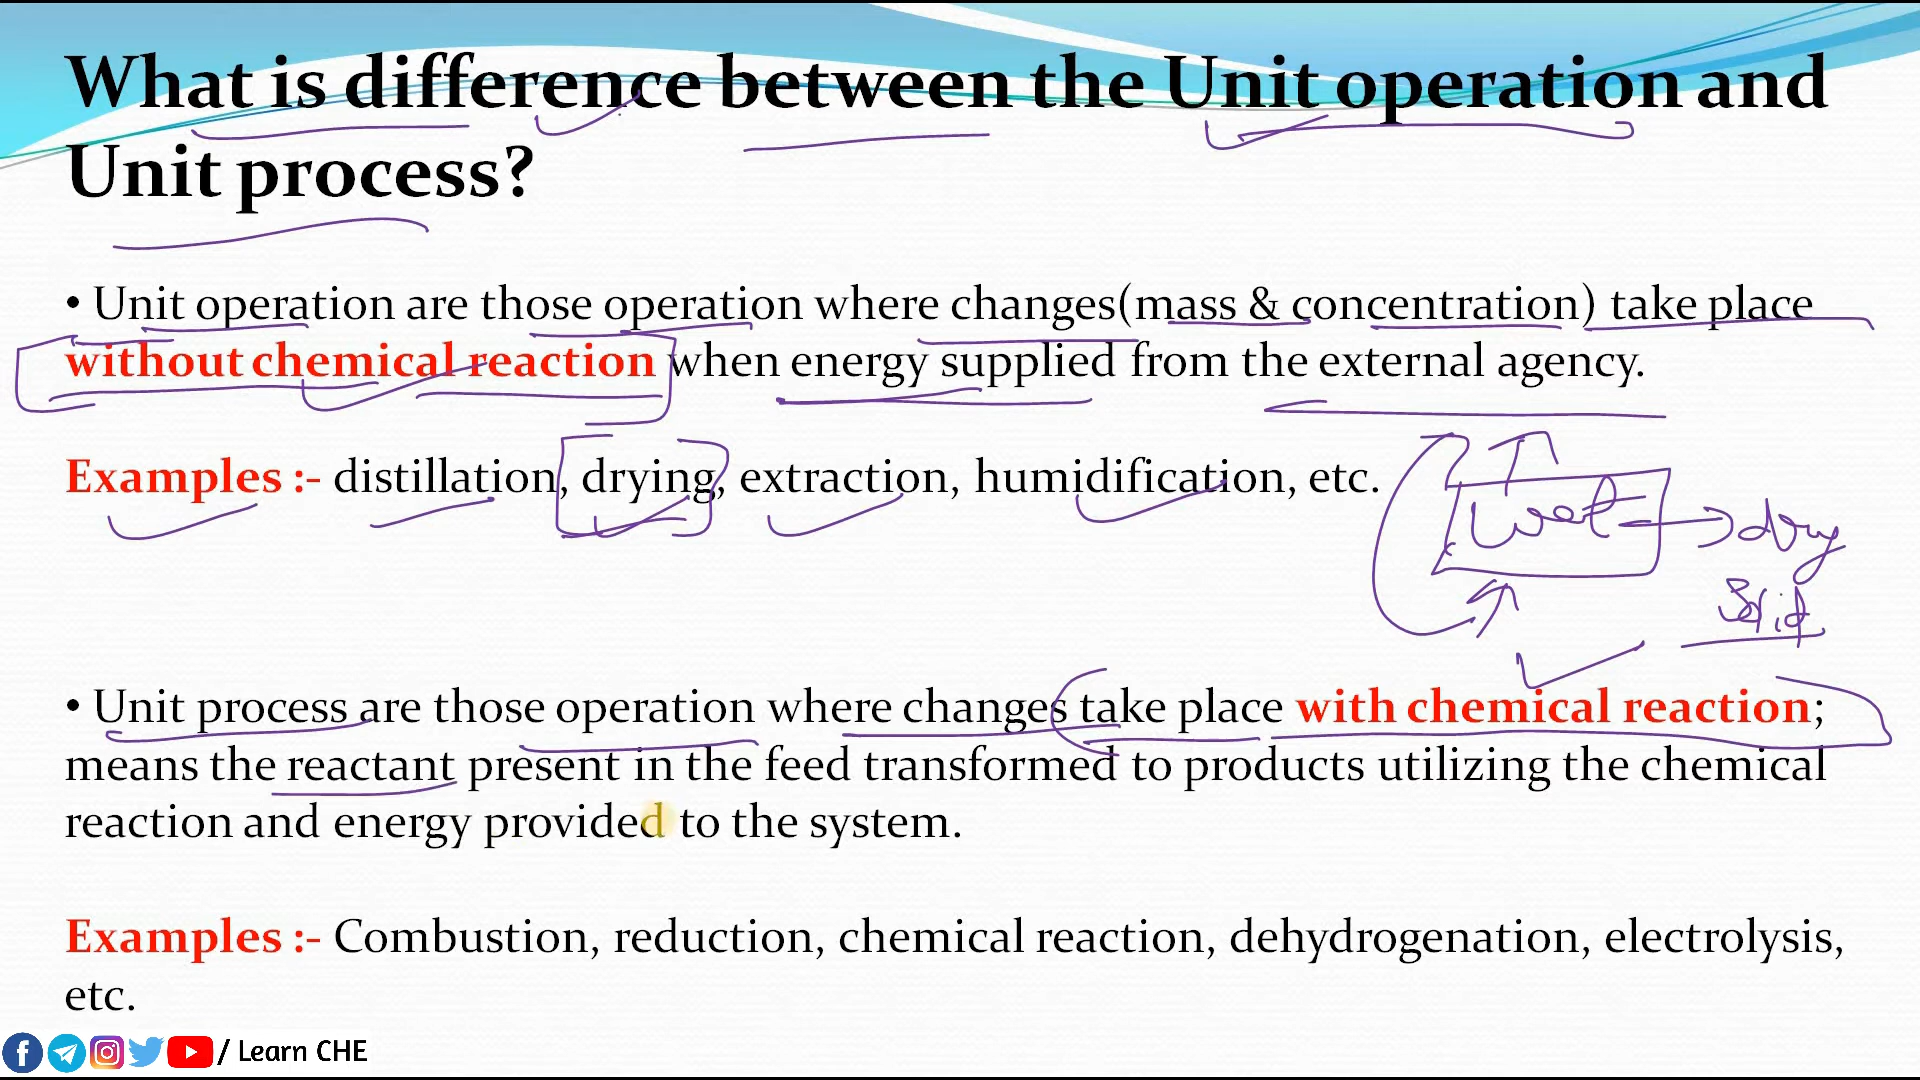 What is difference between the Unit operation and
Unit process?
• Unit operation are those operation where changes(mass & concentration) take place
without chemical reaction when energy supplied from the external agency.
Examples :- distillation, drying, extraction, humidification, etc.
wet
dry
Solid
• Unit process are those operation where changes take place with chemical reaction;
means the reactant present in the feed transformed to products utilizing the chemical
reaction and energy provided to the system.
Examples :- Combustion, reduction, chemical reaction, dehydrogenation, electrolysis,
etc.
/ Learn CHE